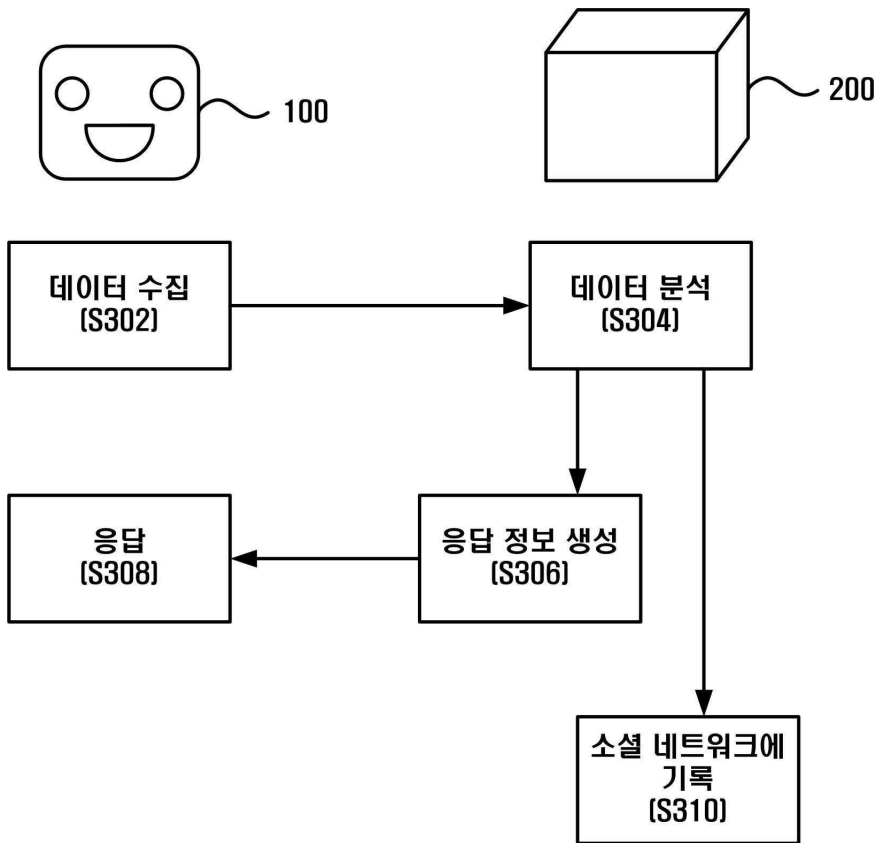 100
200
데이터 수집
(S302)
데이터 분석
(S304)
응답
(S308)
응답 정보 생성
(S306)
소셜 네트워크에
기록
(S310)